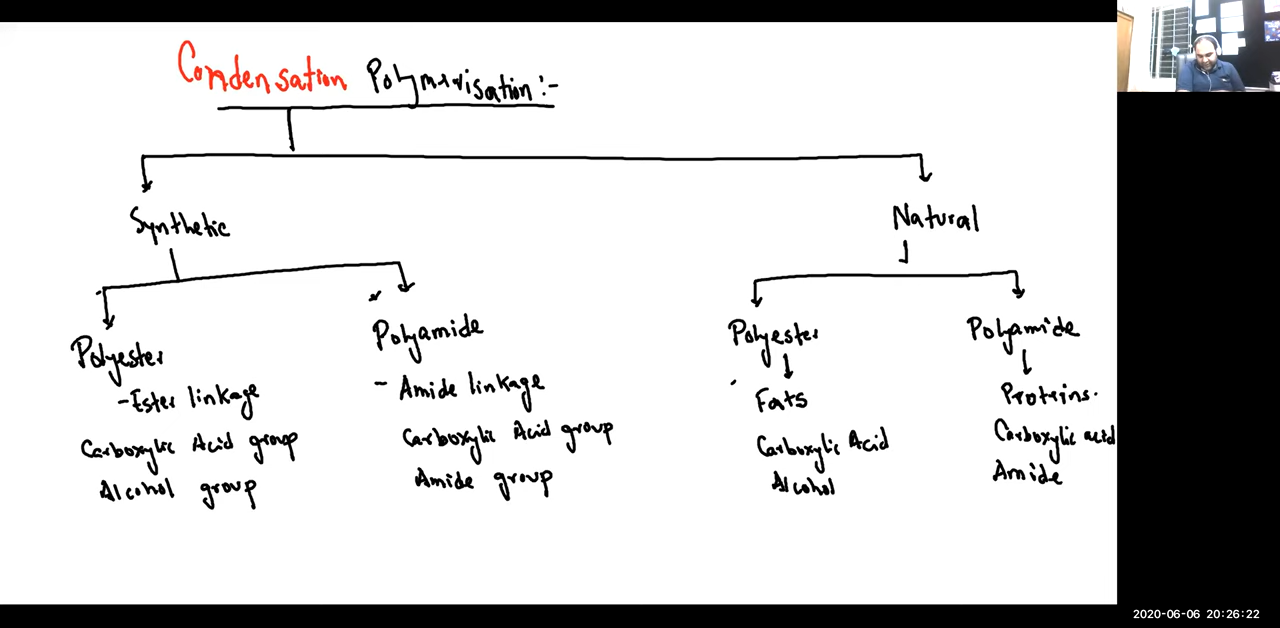 Condensation Polymerisation :-
Synthetic
Natural
Polyester
- Ester linkage
Carboxylic Acid group
Alcohol group
Polyamide
- Amide linkage
Carboxylic Acid group
Amide group
Polyester
Fats
Carboxylic Acid
Alcohol
Polyamide
Proteins.
Carboxylic acid
Amide
2020-06-06 20:26:22